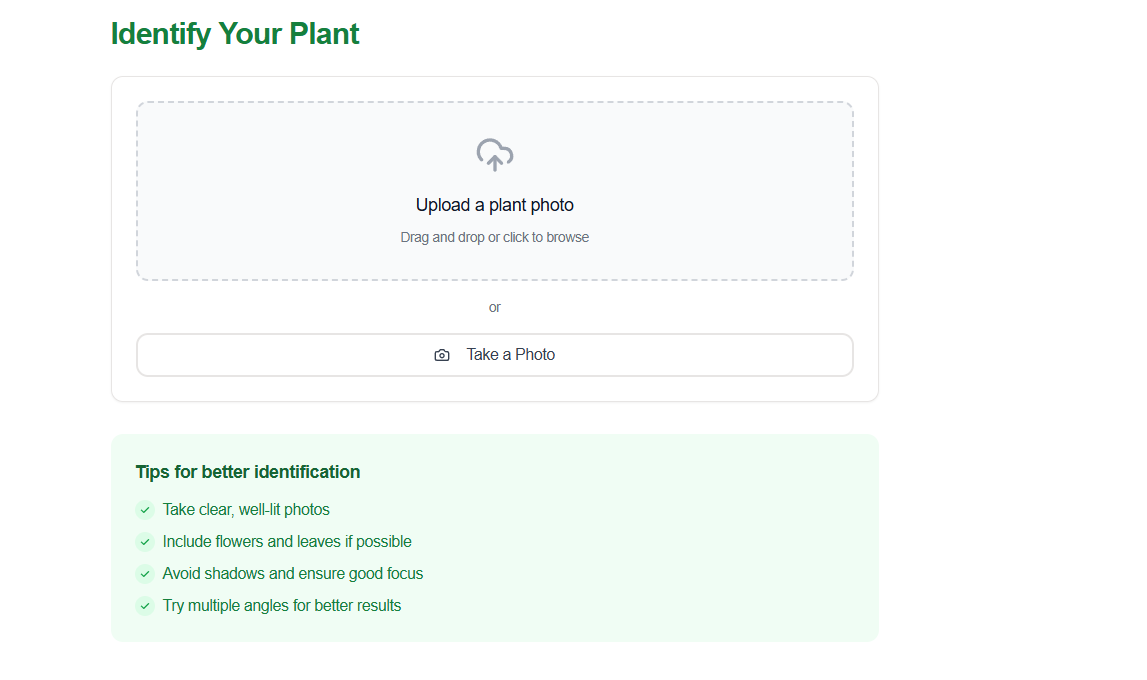 Identify Your Plant
Upload a plant photo
Drag and drop or click to browse
or
Take a Photo
Tips for better identification
Take clear, well-lit photos
Include flowers and leaves if possible
Avoid shadows and ensure good focus
Try multiple angles for better results